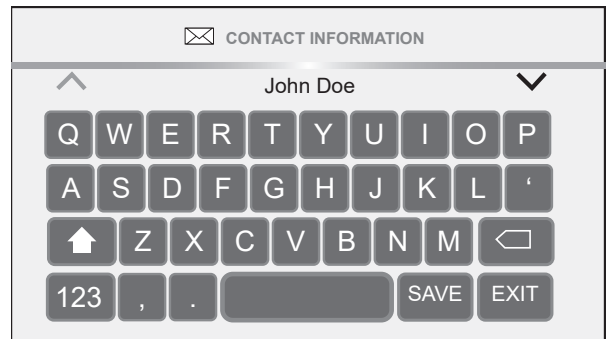 CONTACT INFORMATION
John Doe
Q W E R T Y U I O P
A S D F G H J K L ‘
Z X C V B N M
123 , . SAVE EXIT